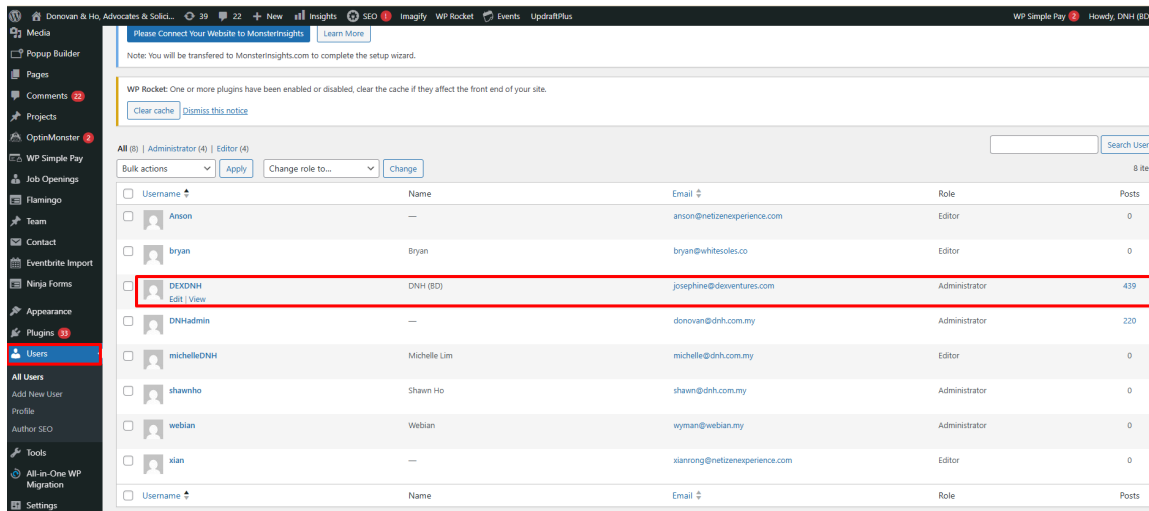 Donovan & Ho, Advocates & Solici... 39 22 + New Insights SEO ! Imagify WP Rocket Events UpdraftPlus WP Simple Pay 2 Howdy, DNH (BD
Media
Popup Builder
Pages
Comments 22
Projects
OptinMonster 2
WP Simple Pay
Job Openings
Flamingo
Team
Contact
Eventbrite Import
Ninja Forms
Appearance
Plugins 33
Users
All Users
Add New User
Profile
Author SEO
Tools
All-in-One WP
Migration
Settings
Please Connect Your Website to MonsterInsights Learn More
Note: You will be transfered to MonsterInsights.com to complete the setup wizard.
WP Rocket: One or more plugins have been enabled or disabled, clear the cache if they affect the front end of your site.
Clear cache Dismiss this notice
All (8) | Administrator (4) | Editor (4) Search User
Bulk actions Apply Change role to... Change 8 ite
Username Name Email Role Posts
Anson — anson@netizenexperience.com Editor 0
bryan Bryan bryan@whitesoles.co Editor 0
DEXDNH DNH (BD) josephine@dexventures.com Administrator 439
Edit | View
DNHadmin — donovan@dnh.com.my Administrator 220
michelleDNH Michelle Lim michelle@dnh.com.my Editor 0
shawnho Shawn Ho shawn@dnh.com.my Administrator 0
webian Webian wyman@webian.my Administrator 0
xian — xianrong@netizenexperience.com Editor 0
Username Name Email Role Posts